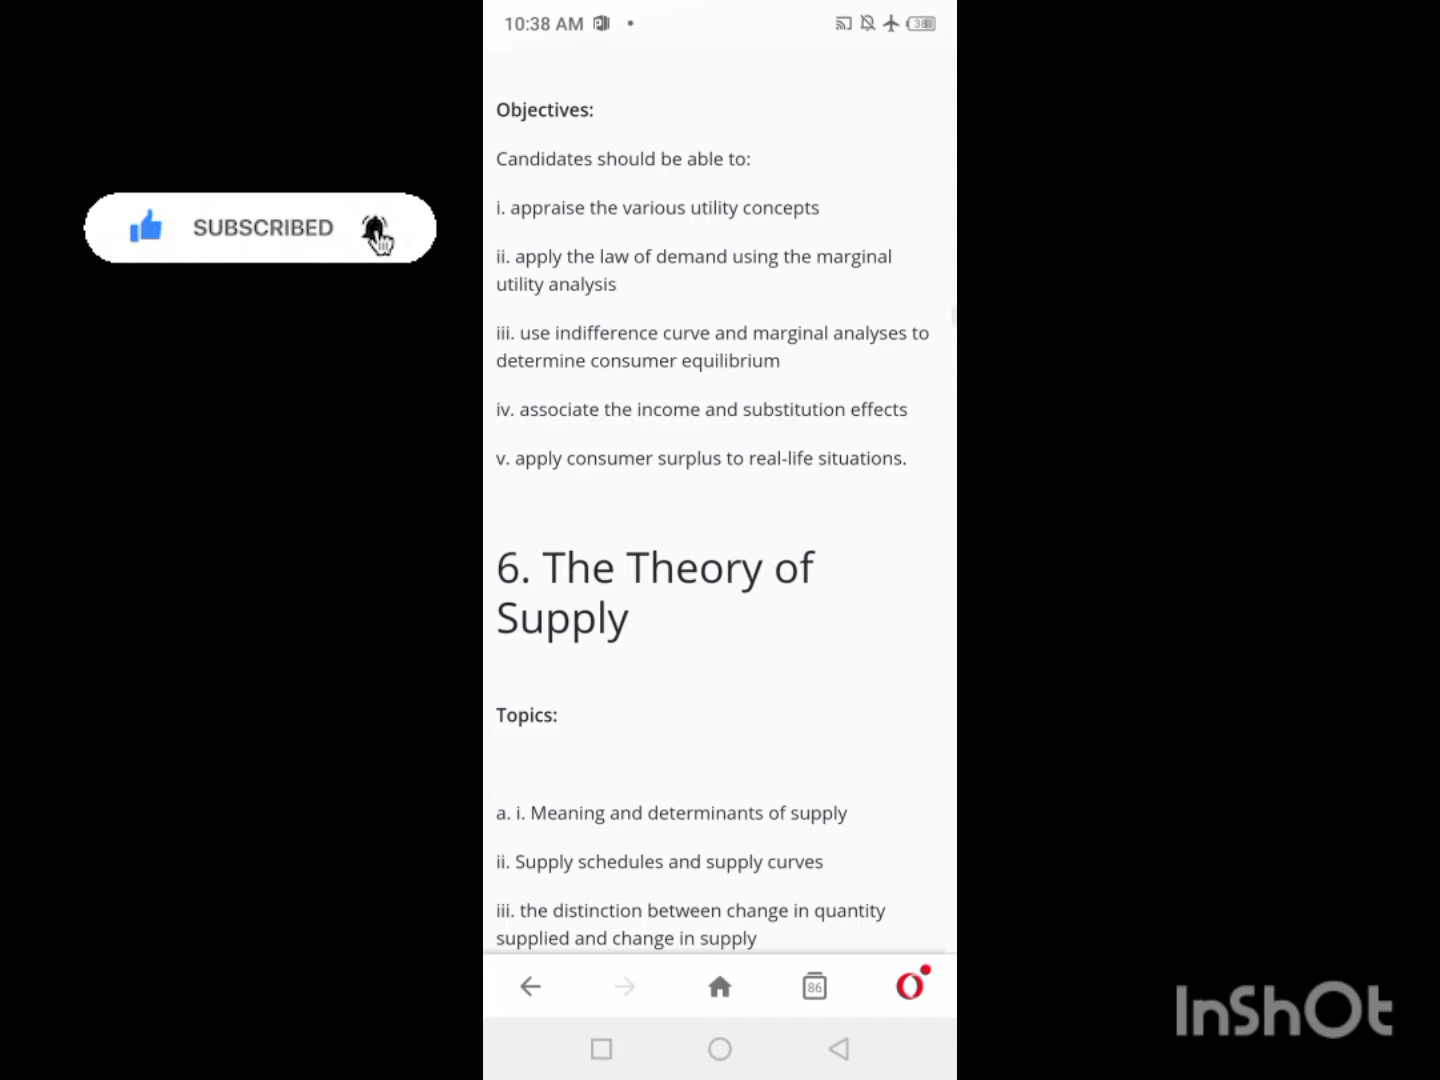 10:38 AM
38
Objectives:
Candidates should be able to:
i. appraise the various utility concepts
ii. apply the law of demand using the marginal
utility analysis
iii. use indifference curve and marginal analyses to
determine consumer equilibrium
iv. associate the income and substitution effects
v. apply consumer surplus to real-life situations.
SUBSCRIBED
6. The Theory of
Supply
Topics:
a. i. Meaning and determinants of supply
ii. Supply schedules and supply curves
iii. the distinction between change in quantity
supplied and change in supply
86
InShOt